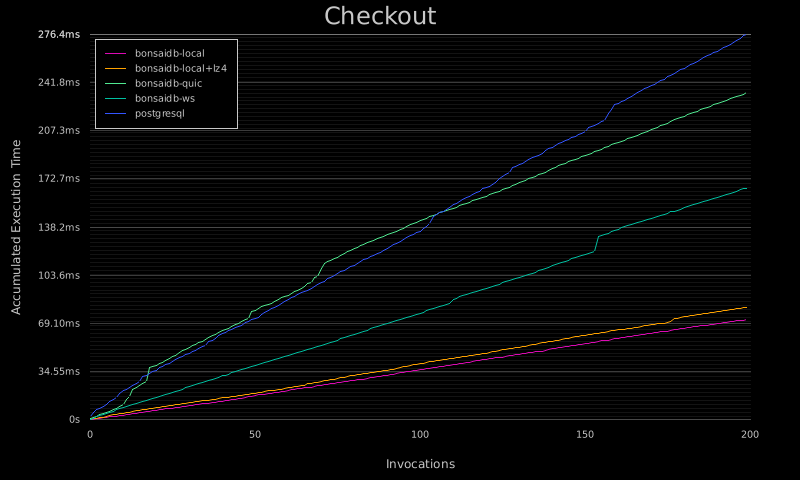 Checkout
276.4ms
241.8ms
207.3ms
172.7ms
138.2ms
103.6ms
69.10ms
34.55ms
0s
bonsaidb-local
bonsaidb-local+lz4
bonsaidb-quic
bonsaidb-ws
postgresql
Accumulated Execution Time
0 50 100 150 200
Invocations